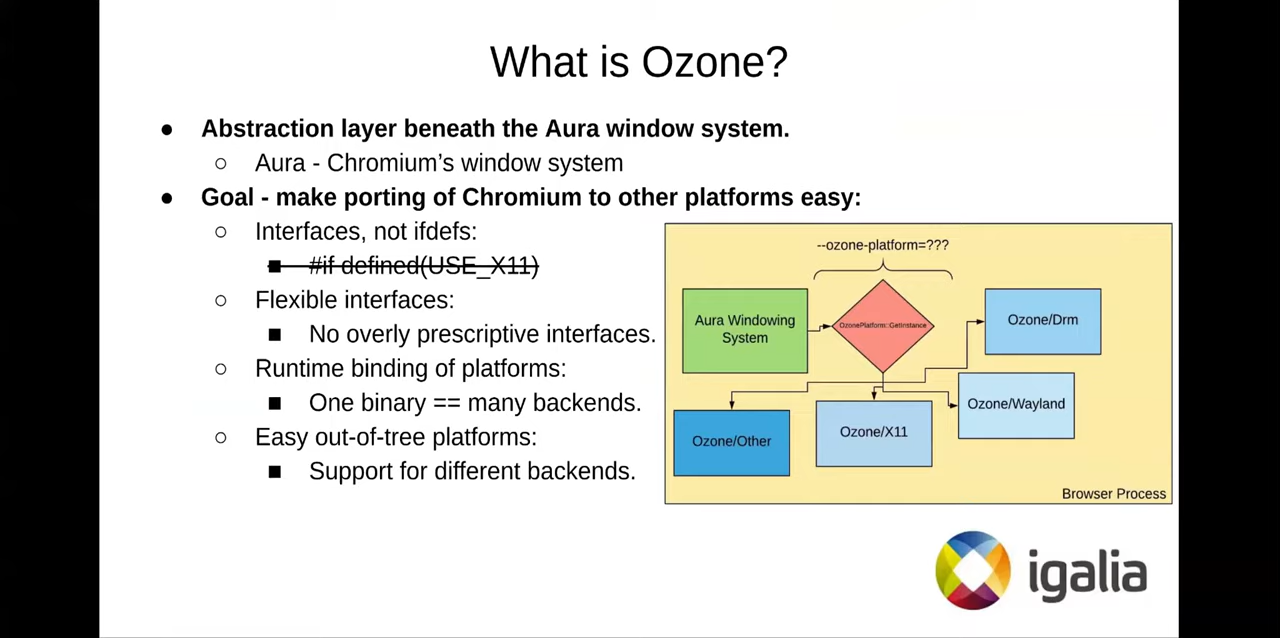 What is Ozone?
● Abstraction layer beneath the Aura window system.
○ Aura - Chromium’s window system
● Goal - make porting of Chromium to other platforms easy:
○ Interfaces, not ifdefs:
■ #if defined(USE_X11)
○ Flexible interfaces:
■ No overly prescriptive interfaces.
○ Runtime binding of platforms:
■ One binary == many backends.
○ Easy out-of-tree platforms:
■ Support for different backends.
--ozone-platform=???
Aura Windowing
System
OzonePlatform::GetInstance
Ozone/Drm
Ozone/Wayland
Ozone/X11
Ozone/Other
Browser Process
igalia